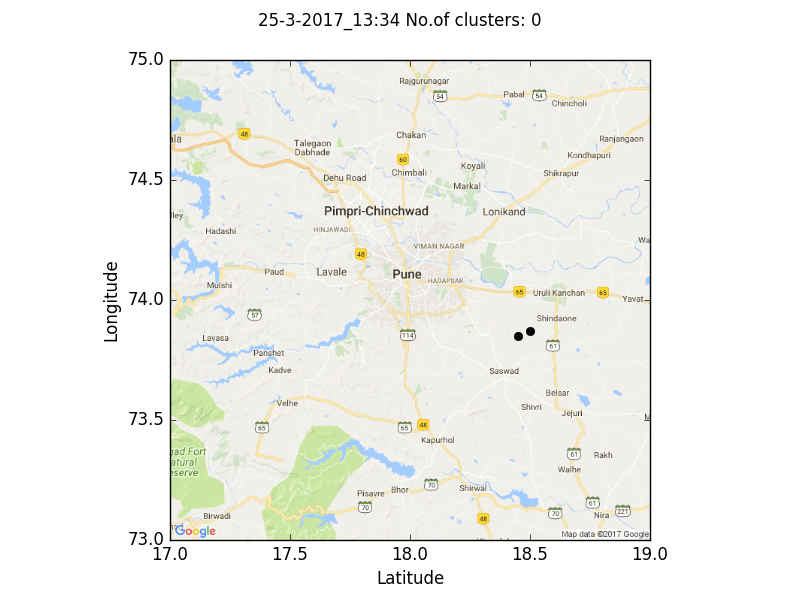 25-3-2017_13:34 No.of clusters: 0
75.0
Rajgurunagar
54
Pabal
54
Chincholi
48
ala
Chakan
Ranjangaon
Talegaon
Dabhade
60
Kondhapuri
Chimbali
Koyali
Shikrapur
74.5
Dehu Road
Markal
Pimpri-Chinchwad
Lonikand
lley
Hadashi
HINJAWADI
Wa
VIMAN NAGAR
48
Paud
Lavale
Pune
HADAPSAR
Mulshi
65
Uruli Kanchan
65
Yavat
74.0
57
Shindaone
Lavasa
114
61
Panshet
Kadve
Saswad
Belsar
Velhe
Shivri
Jejuri
M
73.5
65
65
48
Kapurhol
gad Fort
atural
eserve
61
Rakh
Walhe
Pisavre
Bhor
70
Shirwal
70
61
70
221
Birwadi
48
Nira
Google
Map data ©2017 Google
73.0
17.0
17.5
18.0
18.5
19.0
Latitude
Longitude